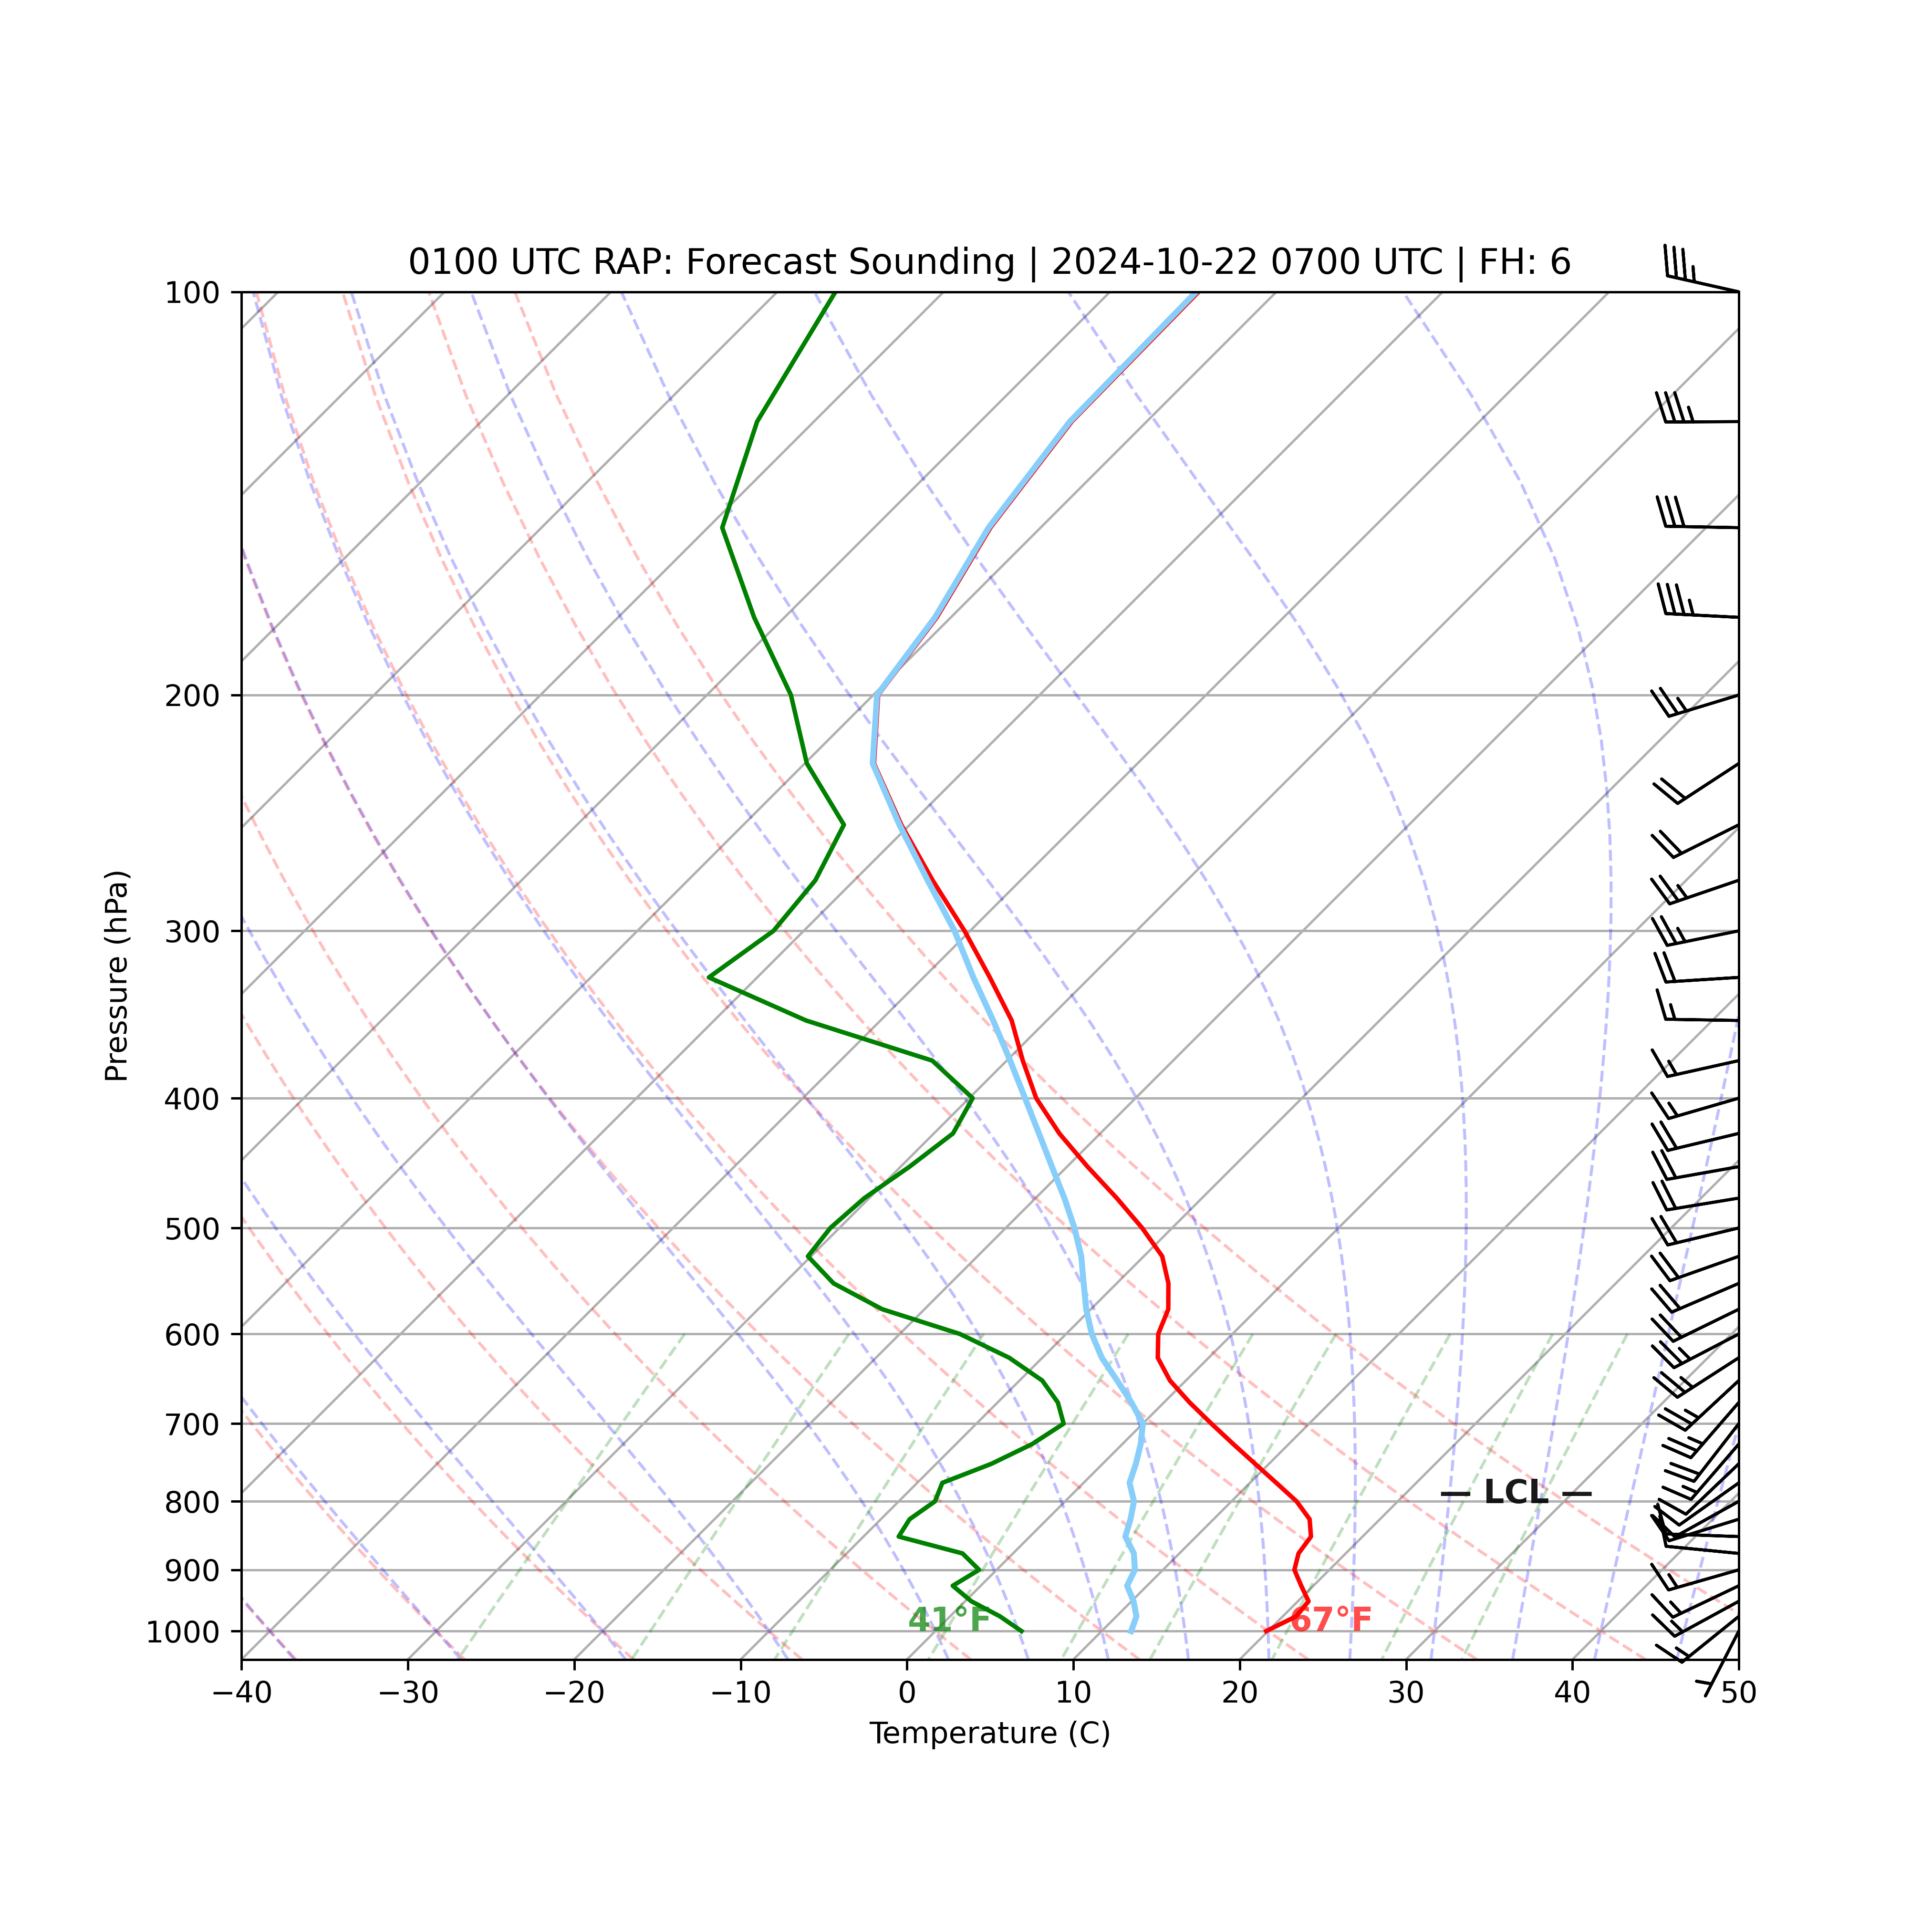 0100 UTC RAP: Forecast Sounding | 2024-10-22 0700 UTC | FH: 6
100
200
300
400
500
600
700
800
900
1000
Pressure (hPa)
— LCL —
41°F
67°F
−40 −30 −20 −10 0 10 20 30 40 50
Temperature (C)